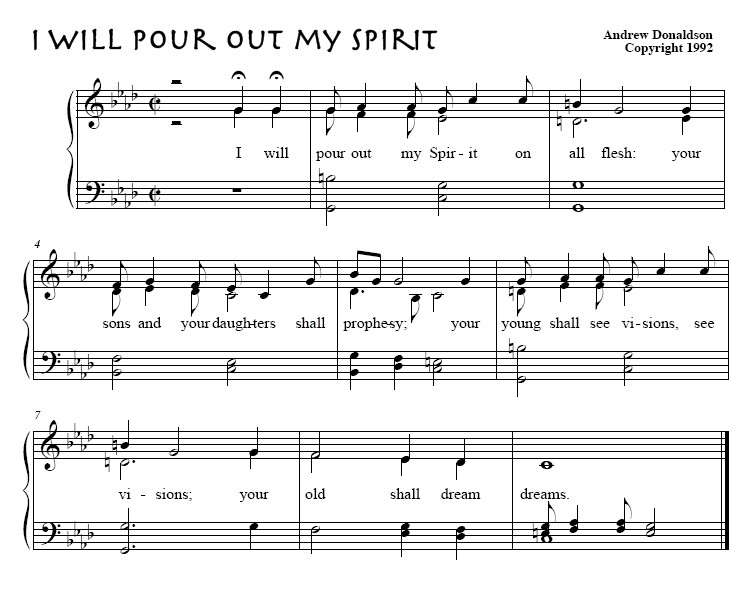 I WILL POUR OUT MY SPIRIT
Andrew Donaldson
Copyright 1992
I will pour out my Spir - it on all flesh: your
4
sons and your daugh-ters shall prophe-sy; your young shall see vi - sions, see
7
vi - sions; your old shall dream dreams.